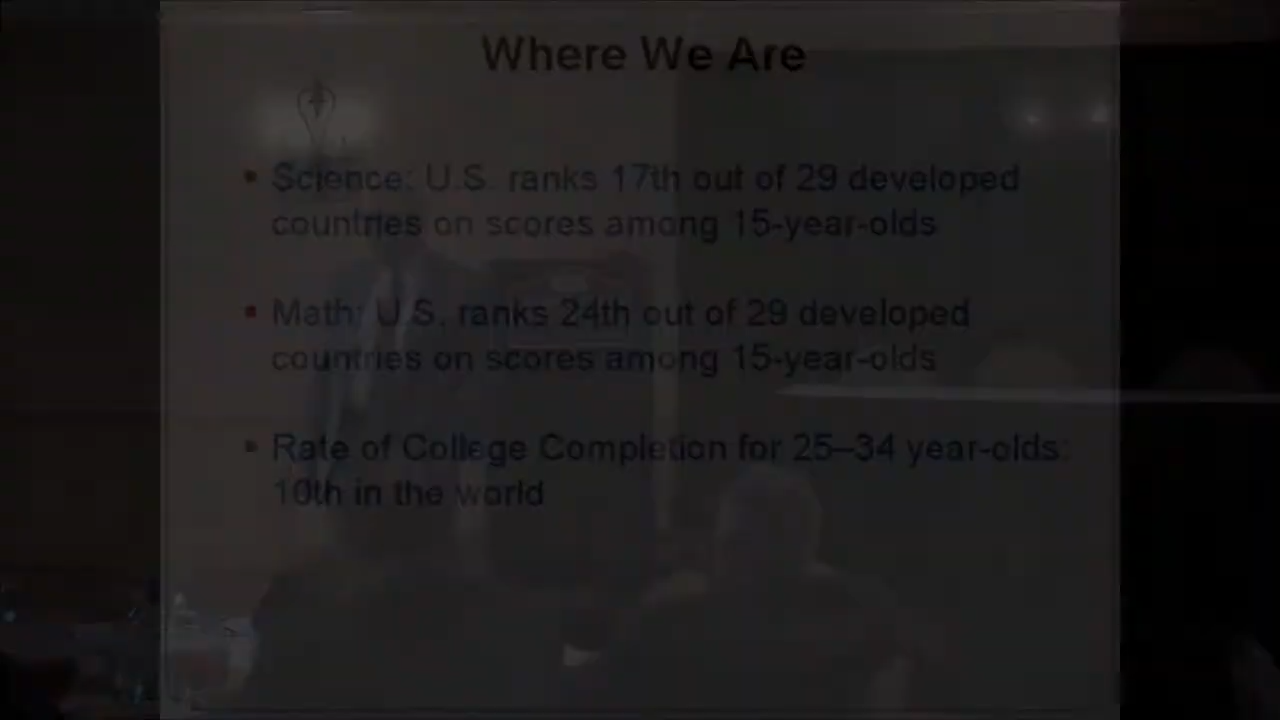 Where We Are
Science: U.S. ranks 17th out of 29 developed
countries on scores among 15-year-olds
Math: U.S. ranks 24th out of 29 developed
countries on scores among 15-year-olds
Rate of College Completion for 25–34 year-olds:
10th in the world